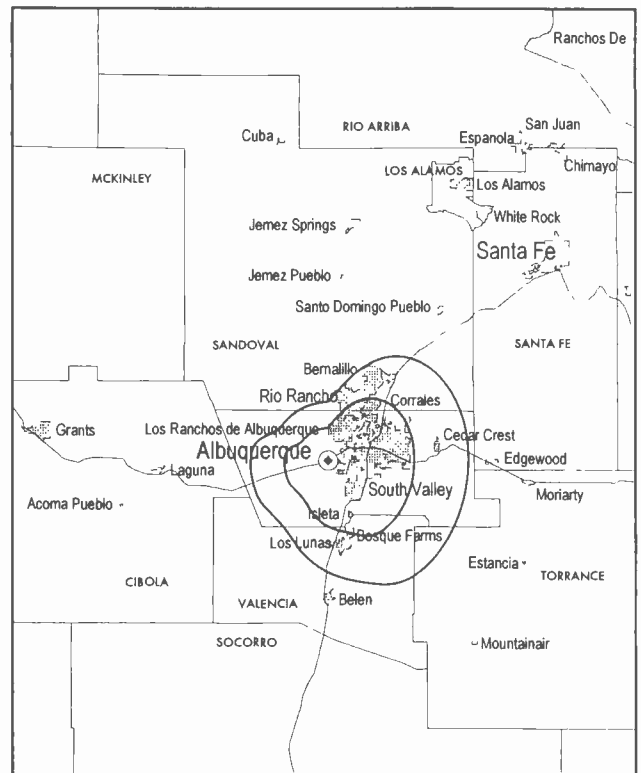 Ranchos De
San Juan
RIO ARRIBA
Cuba
Espanola
Chimayo
LOS ALAMOS
MCKINLEY
Los Alamos
White Rock
Jemez Springs
Santa Fe
Jemez Pueblo
Santo Domingo Pueblo
SANDOVAL
SANTA FE
Bernalillo
Rio Rancho
Corrales
Grants
Los Ranchos de Albuquerque
Cedar Crest
Albuquerque
Edgewood
Laguna
South Valley
Moriarty
Acoma Pueblo
Isleta
Bosque Farms
Los Lunas
Estancia
TORRANCE
CIBOLA
VALENCIA
Belen
SOCORRO
Mountainair